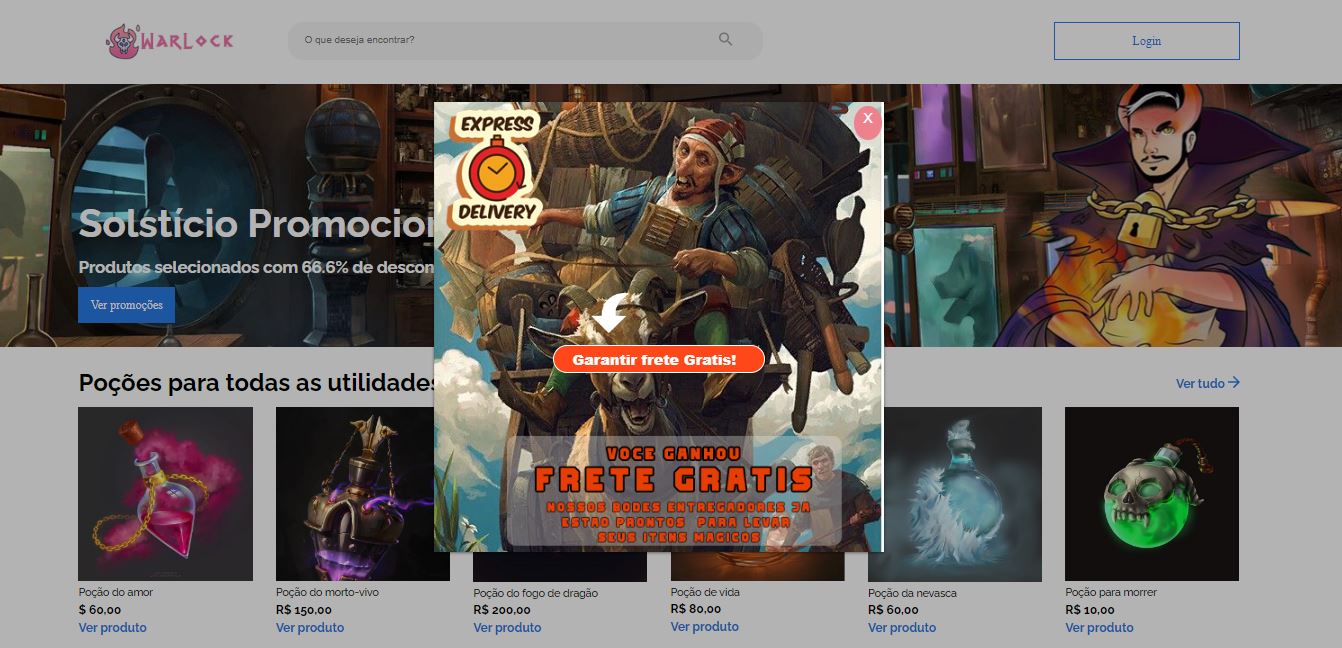 WARLOCK
O que deseja encontrar?
Login
EXPRESS
DELIVERY
X
Solstício Promocion
Produtos selecionados com 66.6% de descon
Ver promoções
Garantir frete Gratis!
VOCE GANHOU
FRETE GRATIS
NOSSOS BODES ENTREGADORES JA
ESTAO PRONTOS PARA LEVAR
SEUS ITENS MAGICOS
Poções para todas as utilidades
Ver tudo
Poção do amor
$ 60,00
Ver produto
Poção do morto-vivo
R$ 150,00
Ver produto
Poção do fogo de dragão
R$ 200,00
Ver produto
Poção de vida
R$ 80,00
Ver produto
Poção da nevasca
R$ 60,00
Ver produto
Poção para morrer
R$ 10,00
Ver produto